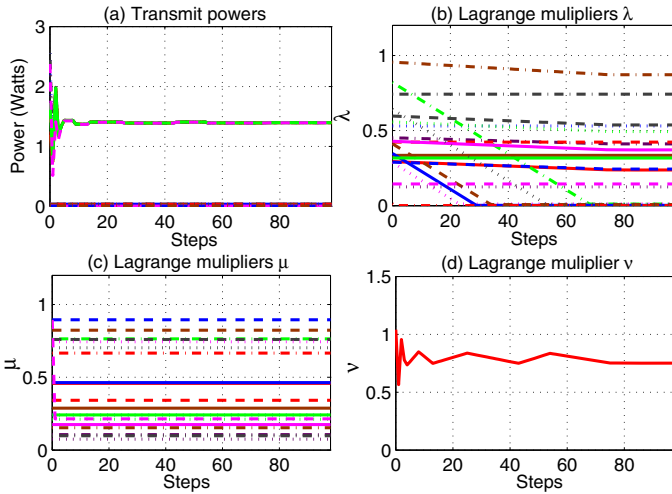 (a) Transmit powers
3
2
1
0
Power (Watts)
0 20 40 60 80
Steps
(b) Lagrange mulipliers λ
1
0.5
0
λ
0 20 40 60 80
Steps
(c) Lagrange mulipliers μ
1
0.5
0
μ
0 20 40 60 80
Steps
(d) Lagrange muliplier ν
1.5
1
0.5
0
ν
0 20 40 60 80
Steps